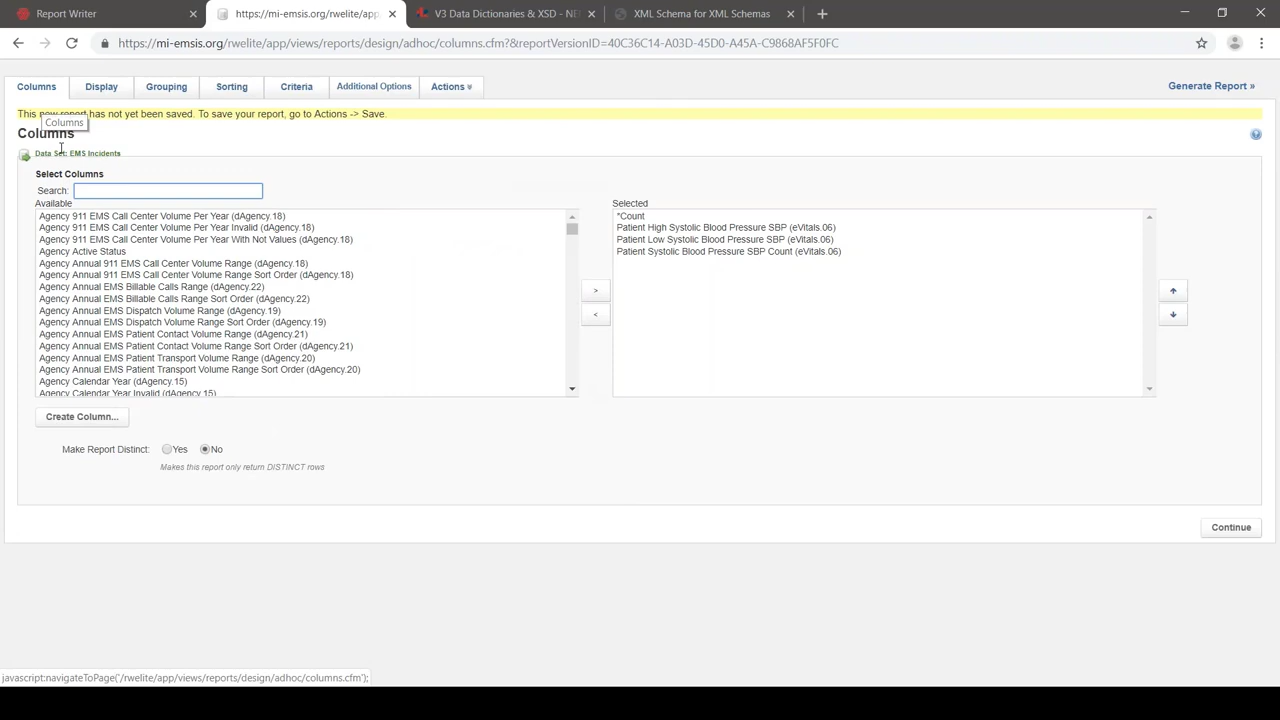 Report Writer
https://mi-emsis.org/rwelite/app
V3 Data Dictionaries & XSD - NE
XML Schema for XML Schemas
https://mi-emsis.org/rwelite/app/views/reports/design/adhoc/columns.cfm?&reportVersionID=40C36C14-A03D-45D0-A45A-C9868AF5F0FC
Columns
Display
Grouping
Sorting
Criteria
Additional Options
Actions
Generate Report »
This new report has not yet been saved. To save your report, go to Actions -> Save.
Columns
Columns
Data Set: EMS Incidents
Select Columns
Search:
Available
Agency 911 EMS Call Center Volume Per Year (dAgency.18)
Agency 911 EMS Call Center Volume Per Year Invalid (dAgency.18)
Agency 911 EMS Call Center Volume Per Year With Not Values (dAgency.18)
Agency Active Status
Agency Annual 911 EMS Call Center Volume Range (dAgency.18)
Agency Annual 911 EMS Call Center Volume Range Sort Order (dAgency.18)
Agency Annual EMS Billable Calls Range (dAgency.22)
Agency Annual EMS Billable Calls Range Sort Order (dAgency.22)
Agency Annual EMS Dispatch Volume Range (dAgency.19)
Agency Annual EMS Dispatch Volume Range Sort Order (dAgency.19)
Agency Annual EMS Patient Contact Volume Range (dAgency.21)
Agency Annual EMS Patient Contact Volume Range Sort Order (dAgency.21)
Agency Annual EMS Patient Transport Volume Range (dAgency.20)
Agency Annual EMS Patient Transport Volume Range Sort Order (dAgency.20)
Agency Calendar Year (dAgency.15)
Agency Calendar Year Invalid (dAgency.15)
>
<
Selected
*Count
Patient High Systolic Blood Pressure SBP (eVitals.06)
Patient Low Systolic Blood Pressure SBP (eVitals.06)
Patient Systolic Blood Pressure SBP Count (eVitals.06)
Create Column...
Make Report Distinct: Yes No
Makes this report only return DISTINCT rows
Continue
javascript:navigateToPage('/rwelite/app/views/reports/design/adhoc/columns.cfm');